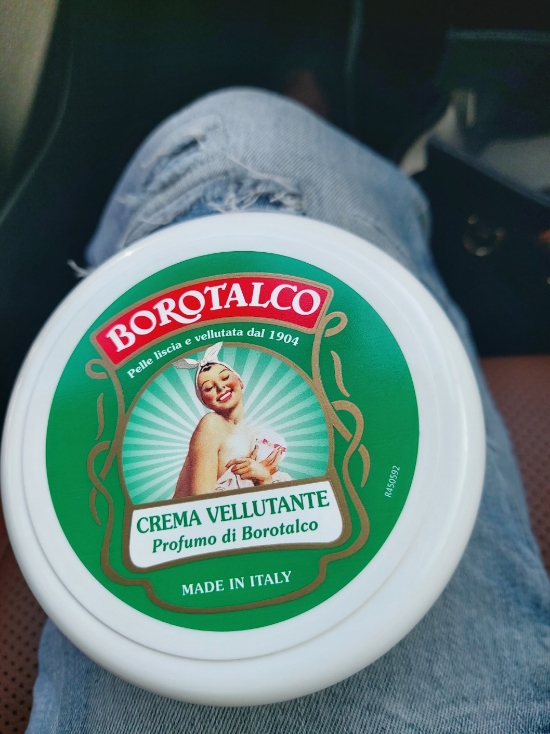 BOROTALCO
Pelle liscia e vellutata dal 1904
CREMA VELLUTANTE
Profumo di Borotalco
MADE IN ITALY
R450592